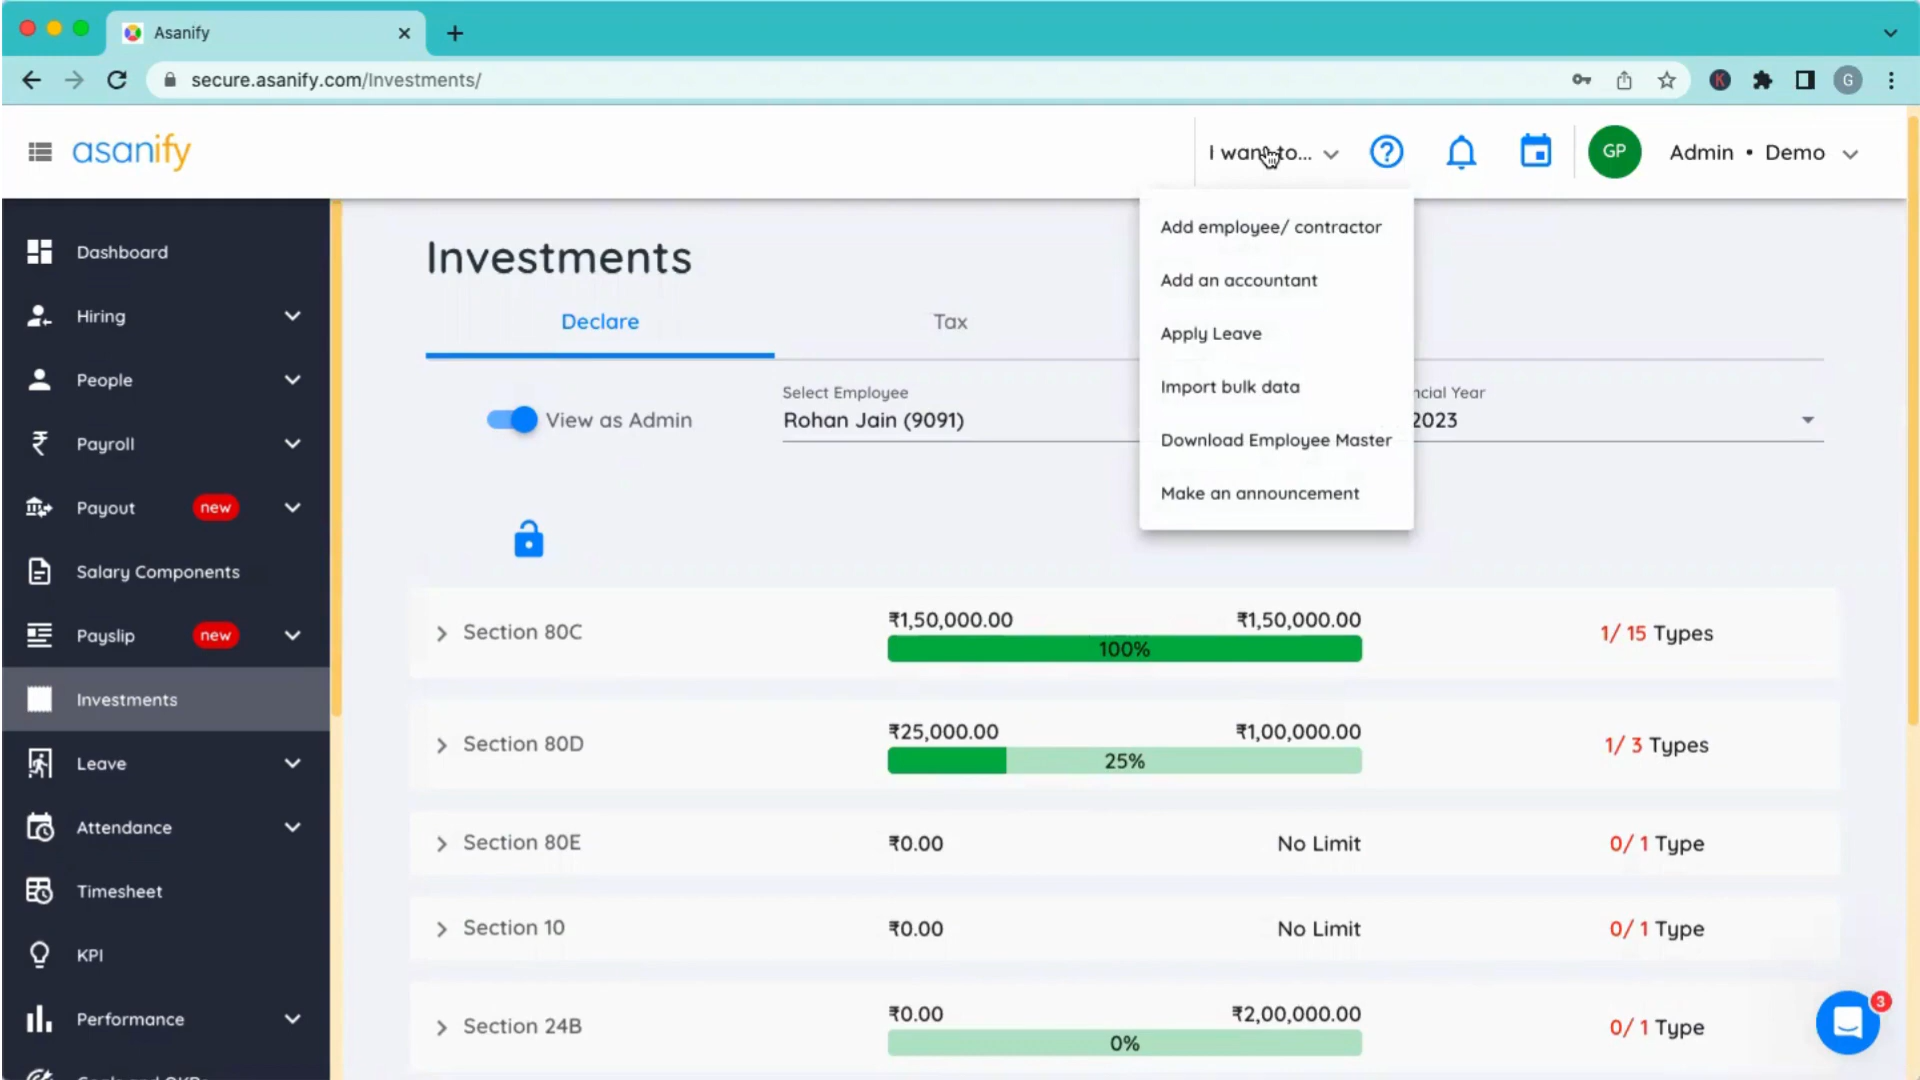 Asanify
secure.asanify.com/Investments/
K
G
asanify
I want to...
GP
Admin • Demo
Add employee/ contractor
Add an accountant
Apply Leave
Import bulk data
Download Employee Master
Make an announcement
Dashboard
Hiring
People
Payroll
Payout new
Salary Components
Payslip new
Investments
Leave
Attendance
Timesheet
KPI
Performance
Investments
Declare
Tax
View as Admin
Select Employee
Rohan Jain (9091)
ncial Year
2023
Section 80C
₹1,50,000.00
₹1,50,000.00
100%
1/ 15 Types
Section 80D
₹25,000.00
₹1,00,000.00
25%
1/ 3 Types
Section 80E
₹0.00
No Limit
0/ 1 Type
Section 10
₹0.00
No Limit
0/ 1 Type
Section 24B
₹0.00
₹2,00,000.00
0%
0/ 1 Type
3